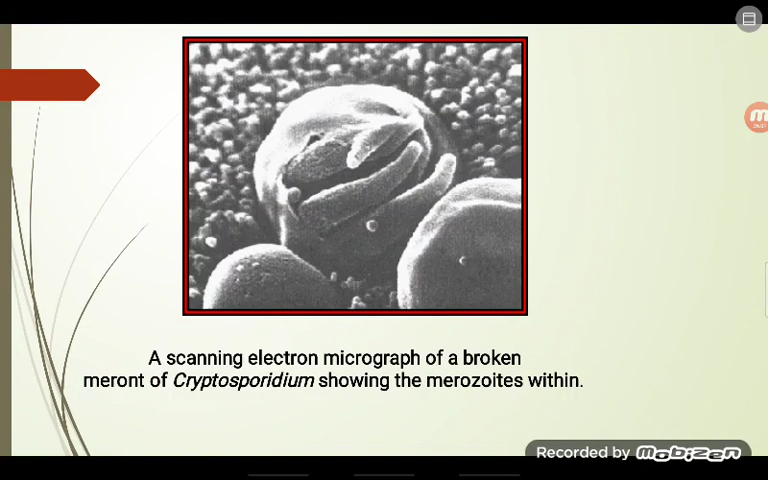 A scanning electron micrograph of a broken
meront of Cryptosporidium showing the merozoites within.
Recorded by MOBIZEN